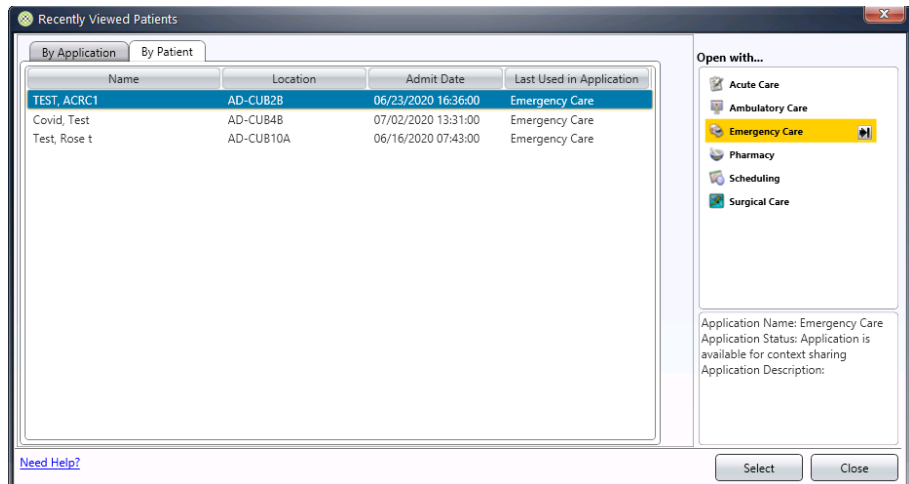 Recently Viewed Patients
By Application By Patient
Name Location Admit Date Last Used in Application
TEST, ACRC1 AD-CUB2B 06/23/2020 16:36:00 Emergency Care
Covid, Test AD-CUB4B 07/02/2020 13:31:00 Emergency Care
Test, Rose t AD-CUB10A 06/16/2020 07:43:00 Emergency Care
Open with...
Acute Care
Ambulatory Care
Emergency Care
Pharmacy
Scheduling
Surgical Care
Application Name: Emergency Care
Application Status: Application is
available for context sharing
Application Description:
Need Help?
Select Close